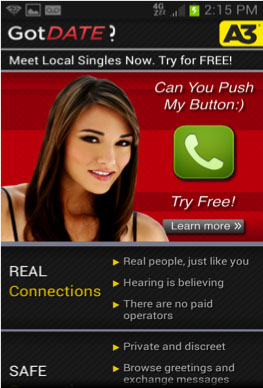 4G
2:15 PM
GotDATE?
A3
Meet Local Singles Now. Try for FREE!
Can You Push
My Button:)
Try Free!
Learn more »
REAL
Connections
Real people, just like you
Hearing is believing
There are no paid
operators
SAFE
Private and discreet
Browse greetings and
exchange messages